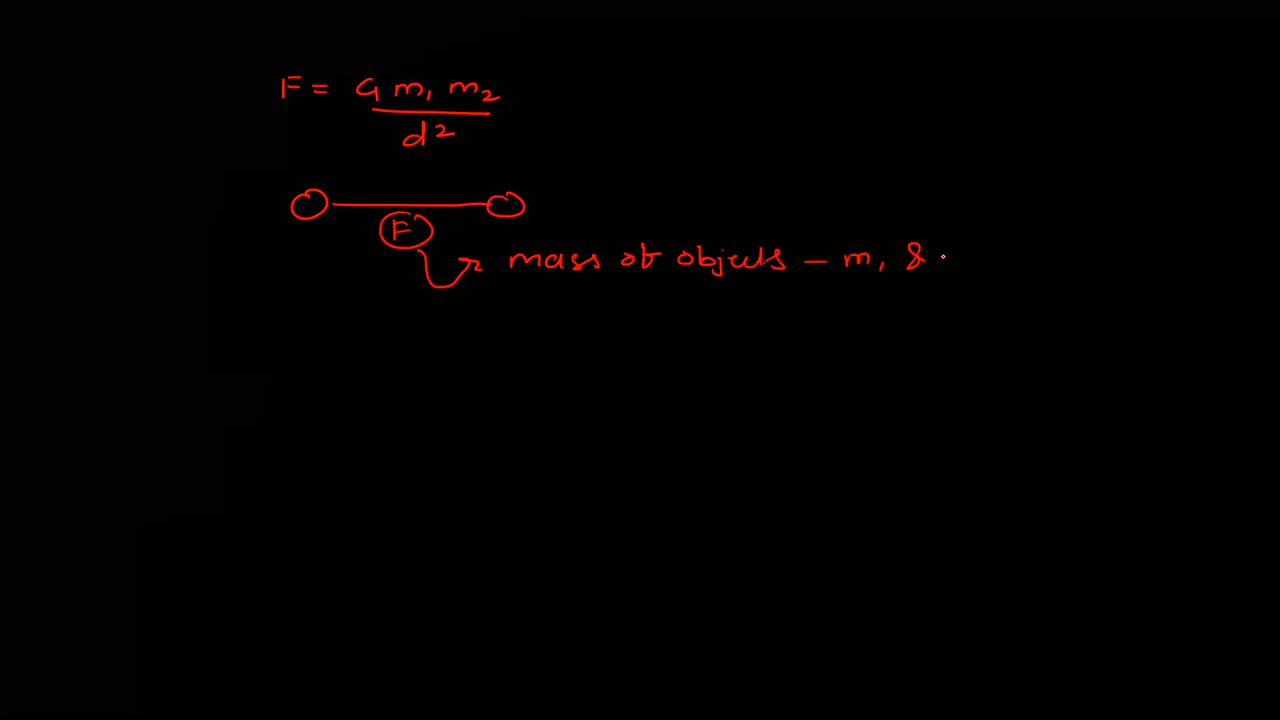 F = G m₁ m₂
d²
F
mass of objects – m₁ &